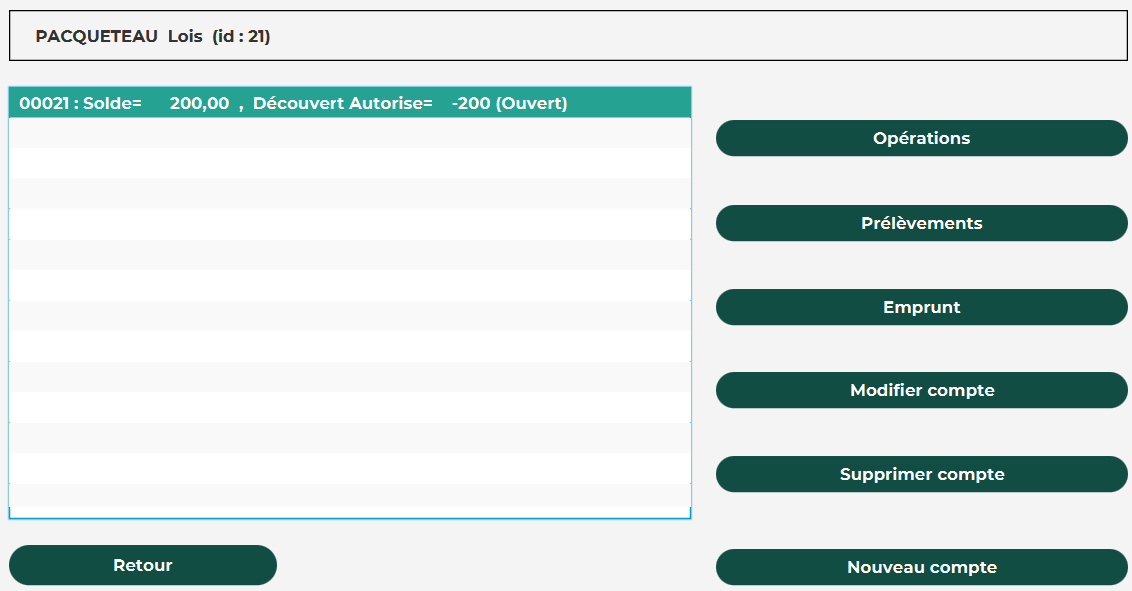 PACQUETEAU Lois (id : 21)
00021 : Solde= 200,00 , Découvert Autorise= -200 (Ouvert)
Opérations
Prélèvements
Emprunt
Modifier compte
Supprimer compte
Retour
Nouveau compte